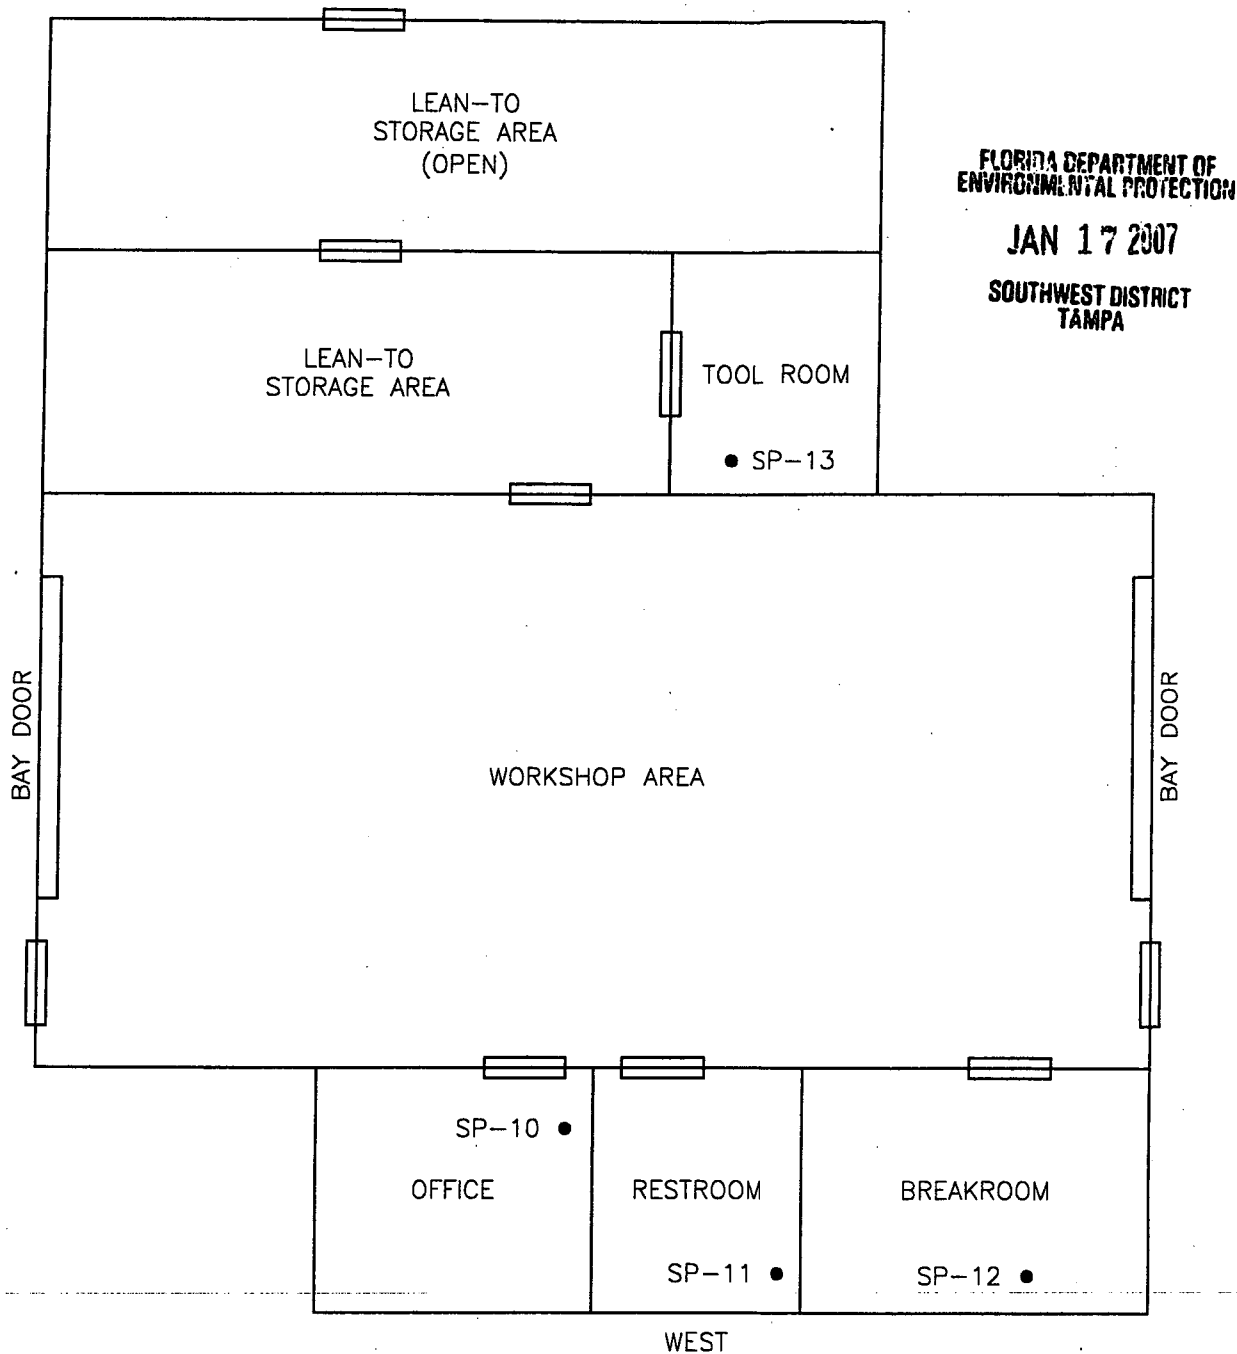 LEAN-TO
STORAGE AREA
(OPEN)
FLORIDA DEPARTMENT OF
ENVIRONMENTAL PROTECTION
JAN 17 2007
SOUTHWEST DISTRICT
TAMPA
LEAN-TO
STORAGE AREA
TOOL ROOM
SP-13
BAY DOOR
WORKSHOP AREA
BAY DOOR
SP-10
OFFICE
RESTROOM
BREAKROOM
SP-11
SP-12
WEST